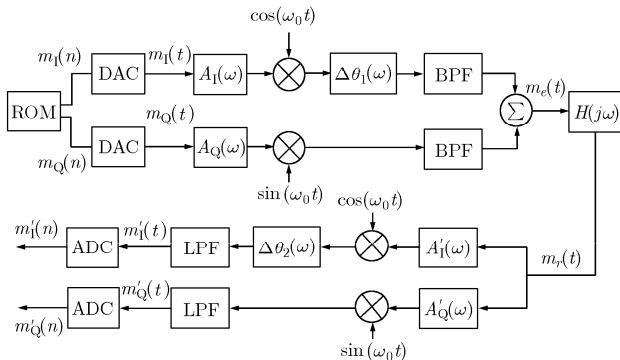 cos(ω₀t)
m_I(n) m_I(t)
DAC A_I(ω) Δθ₁(ω) BPF
ROM m_Q(t) Σ m_e(t) H(jω)
DAC A_Q(ω) BPF
m_Q(n)
sin(ω₀t)
cos(ω₀t)
m′_I(n) ADC m′_I(t) LPF Δθ₂(ω) A′_I(ω)
m_r(t)
ADC m′_Q(t) LPF A′_Q(ω)
m′_Q(n)
sin(ω₀t)